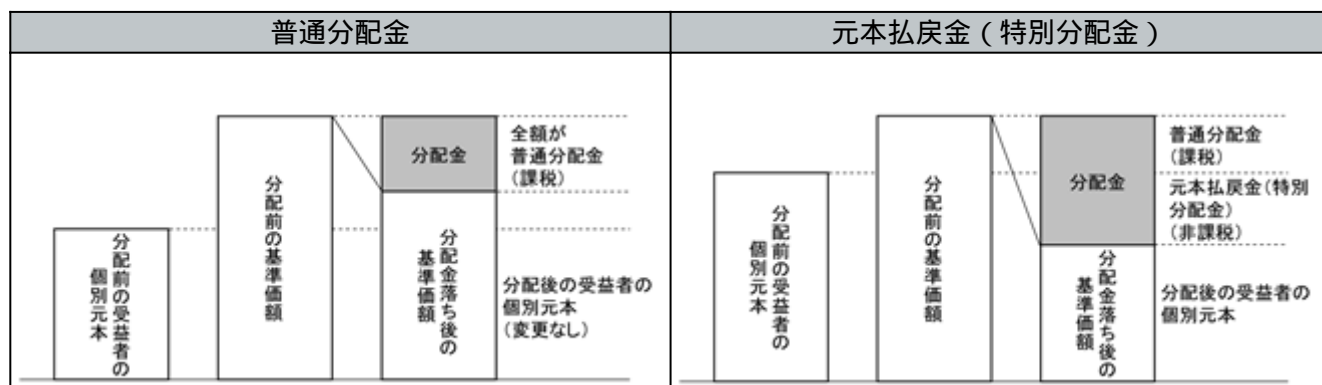 普通分配金
元本払戻金(特別分配金)
分配前の受益者の
個別元本
分配前の基準価額
分配金
分配金落ち後の
基準価額
全額が
普通分配金
(課税)
分配後の受益者の
個別元本
(変更なし)
分配前の受益者の
個別元本
分配前の基準価額
分配金
分配金落ち後の
基準価額
普通分配金
(課税)
元本払戻金(特別
分配金)
(非課税)
分配後の受益者の
個別元本